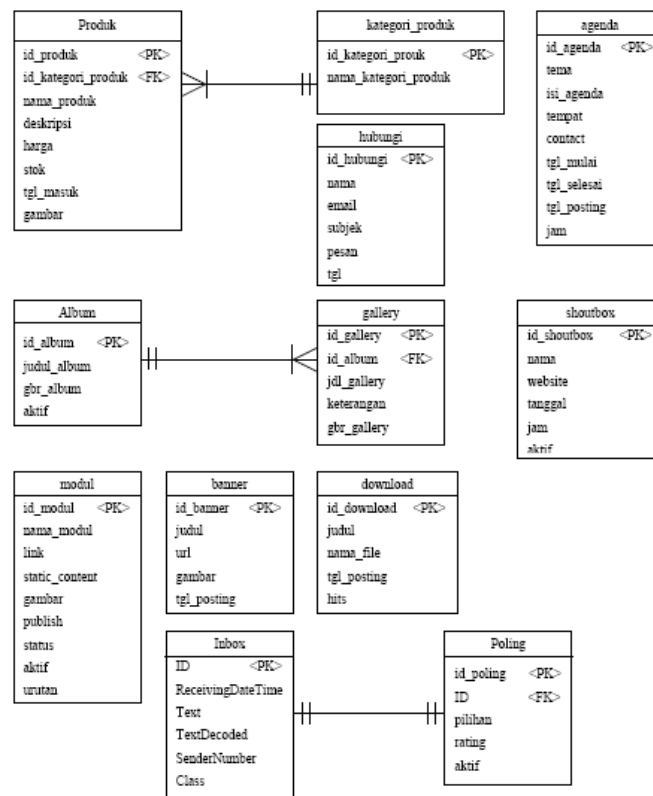 Produk
id_produk <PK>
id_kategori_produk <FK>
nama_produk
deskripsi
harga
stok
tgl_masuk
gambar
kategori_produk
id_kategori_prouk <PK>
nama_kategori_produk
agenda
id_agenda <PK>
tema
isi_agenda
tempat
contact
tgl_mulai
tgl_selesai
tgl_posting
jam
hubungi
id_hubungi <PK>
nama
email
subjek
pesan
tgl
Album
id_album <PK>
judul_album
gbr_album
aktif
gallery
id_gallery <PK>
id_album <FK>
jdl_gallery
keterangan
gbr_gallery
shoutbox
id_shoutbox <PK>
nama
website
tanggal
jam
aktif
modul
id_modul <PK>
nama_modul
link
static_content
gambar
publish
status
aktif
urutan
banner
id_banner <PK>
judul
url
gambar
tgl_posting
download
id_download <PK>
judul
nama_file
tgl_posting
hits
Inbox
ID <PK>
ReceivingDateTime
Text
TextDecoded
SenderNumber
Class
Poling
id_poling <PK>
ID <FK>
pilihan
rating
aktif